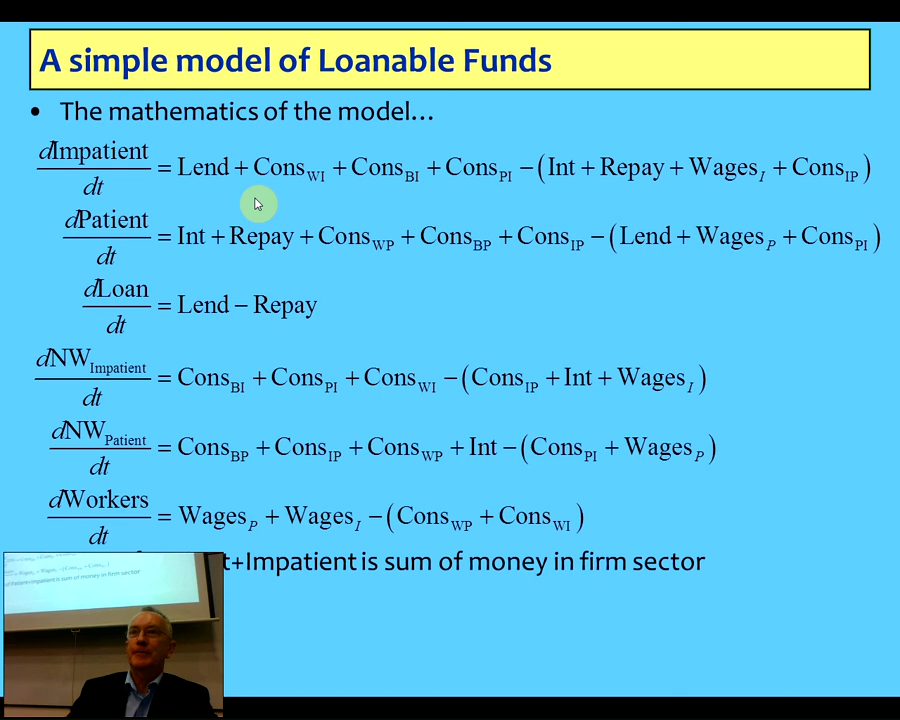 A simple model of Loanable Funds
• The mathematics of the model…
dImpatient/dt = Lend + Cons_WI + Cons_BI + Cons_PI − (Int + Repay + Wages_I + Cons_IP)
dPatient/dt = Int + Repay + Cons_WP + Cons_BP + Cons_IP − (Lend + Wages_P + Cons_PI)
dLoan/dt = Lend − Repay
dNW_Impatient/dt = Cons_BI + Cons_PI + Cons_WI − (Cons_IP + Int + Wages_I)
dNW_Patient/dt = Cons_BP + Cons_IP + Cons_WP + Int − (Cons_PI + Wages_P)
dWorkers/dt = Wages_P + Wages_I − (Cons_WP + Cons_WI)
t+Impatient is sum of money in firm sector